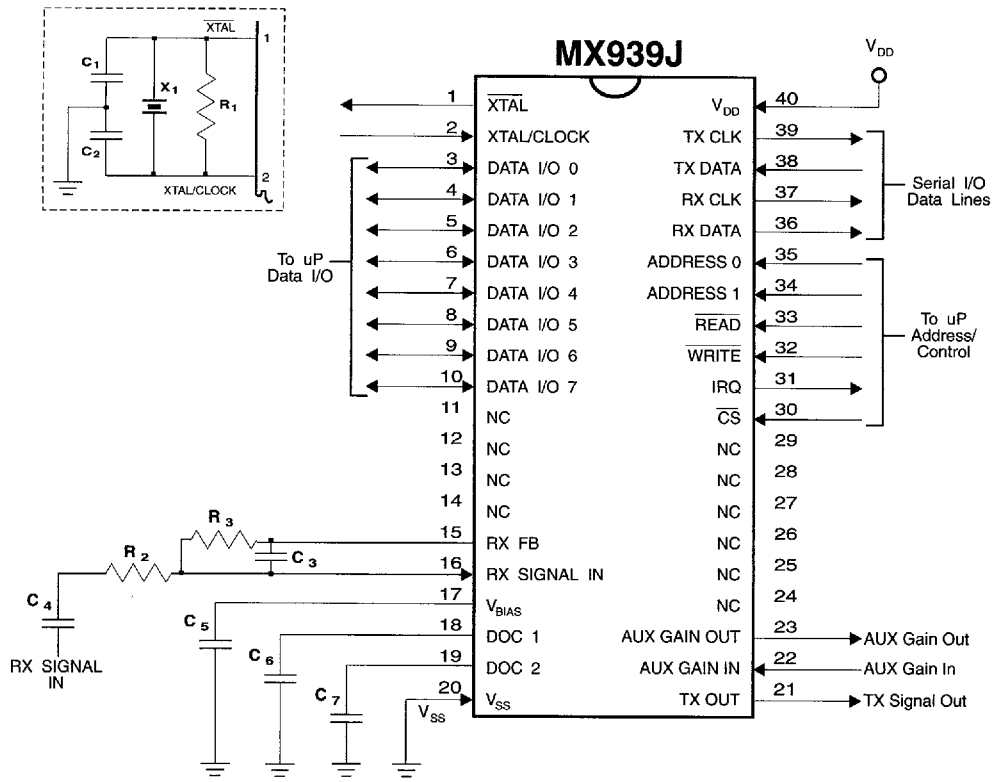 XTAL
1
C1
X1
R1
C2
XTAL/CLOCK
2
MX939J
VDD
1 XTAL
2 XTAL/CLOCK
3 DATA I/O 0
4 DATA I/O 1
5 DATA I/O 2
6 DATA I/O 3
7 DATA I/O 4
8 DATA I/O 5
9 DATA I/O 6
10 DATA I/O 7
11 NC
12 NC
13 NC
14 NC
15 RX FB
16 RX SIGNAL IN
17 VBIAS
18 DOC 1
19 DOC 2
20 VSS
VSS
To uP
Data I/O
R3
R2
C3
C4
RX SIGNAL
IN
C5
C6
C7
VDD 40
TX CLK 39
TX DATA 38
RX CLK 37
RX DATA 36
ADDRESS 0 35
ADDRESS 1 34
READ 33
WRITE 32
IRQ 31
CS 30
NC 29
NC 28
NC 27
NC 26
NC 25
NC 24
AUX GAIN OUT 23 AUX Gain Out
AUX GAIN IN 22 AUX Gain In
TX OUT 21 TX Signal Out
Serial I/O
Data Lines
To uP
Address/
Control